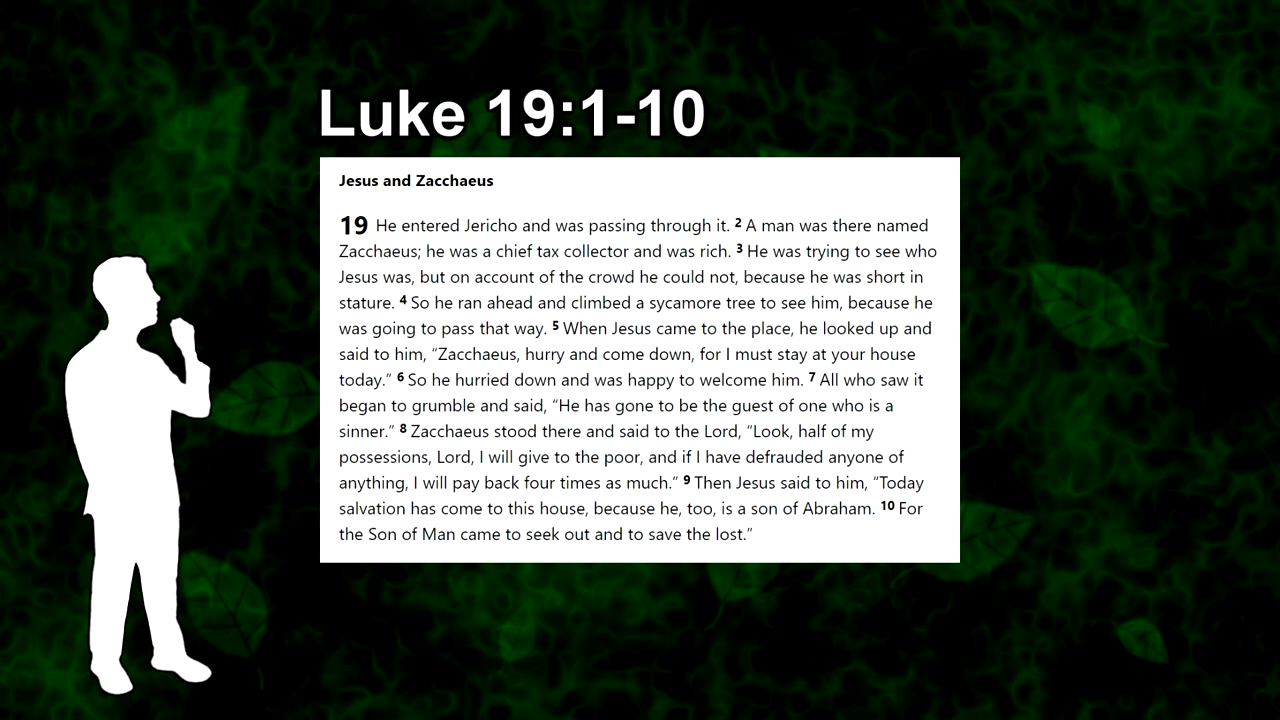 Luke 19:1-10
Jesus and Zacchaeus
19 He entered Jericho and was passing through it. 2 A man was there named
Zacchaeus; he was a chief tax collector and was rich. 3 He was trying to see who
Jesus was, but on account of the crowd he could not, because he was short in
stature. 4 So he ran ahead and climbed a sycamore tree to see him, because he
was going to pass that way. 5 When Jesus came to the place, he looked up and
said to him, “Zacchaeus, hurry and come down, for I must stay at your house
today.” 6 So he hurried down and was happy to welcome him. 7 All who saw it
began to grumble and said, “He has gone to be the guest of one who is a
sinner.” 8 Zacchaeus stood there and said to the Lord, “Look, half of my
possessions, Lord, I will give to the poor, and if I have defrauded anyone of
anything, I will pay back four times as much.” 9 Then Jesus said to him, “Today
salvation has come to this house, because he, too, is a son of Abraham. 10 For
the Son of Man came to seek out and to save the lost.”